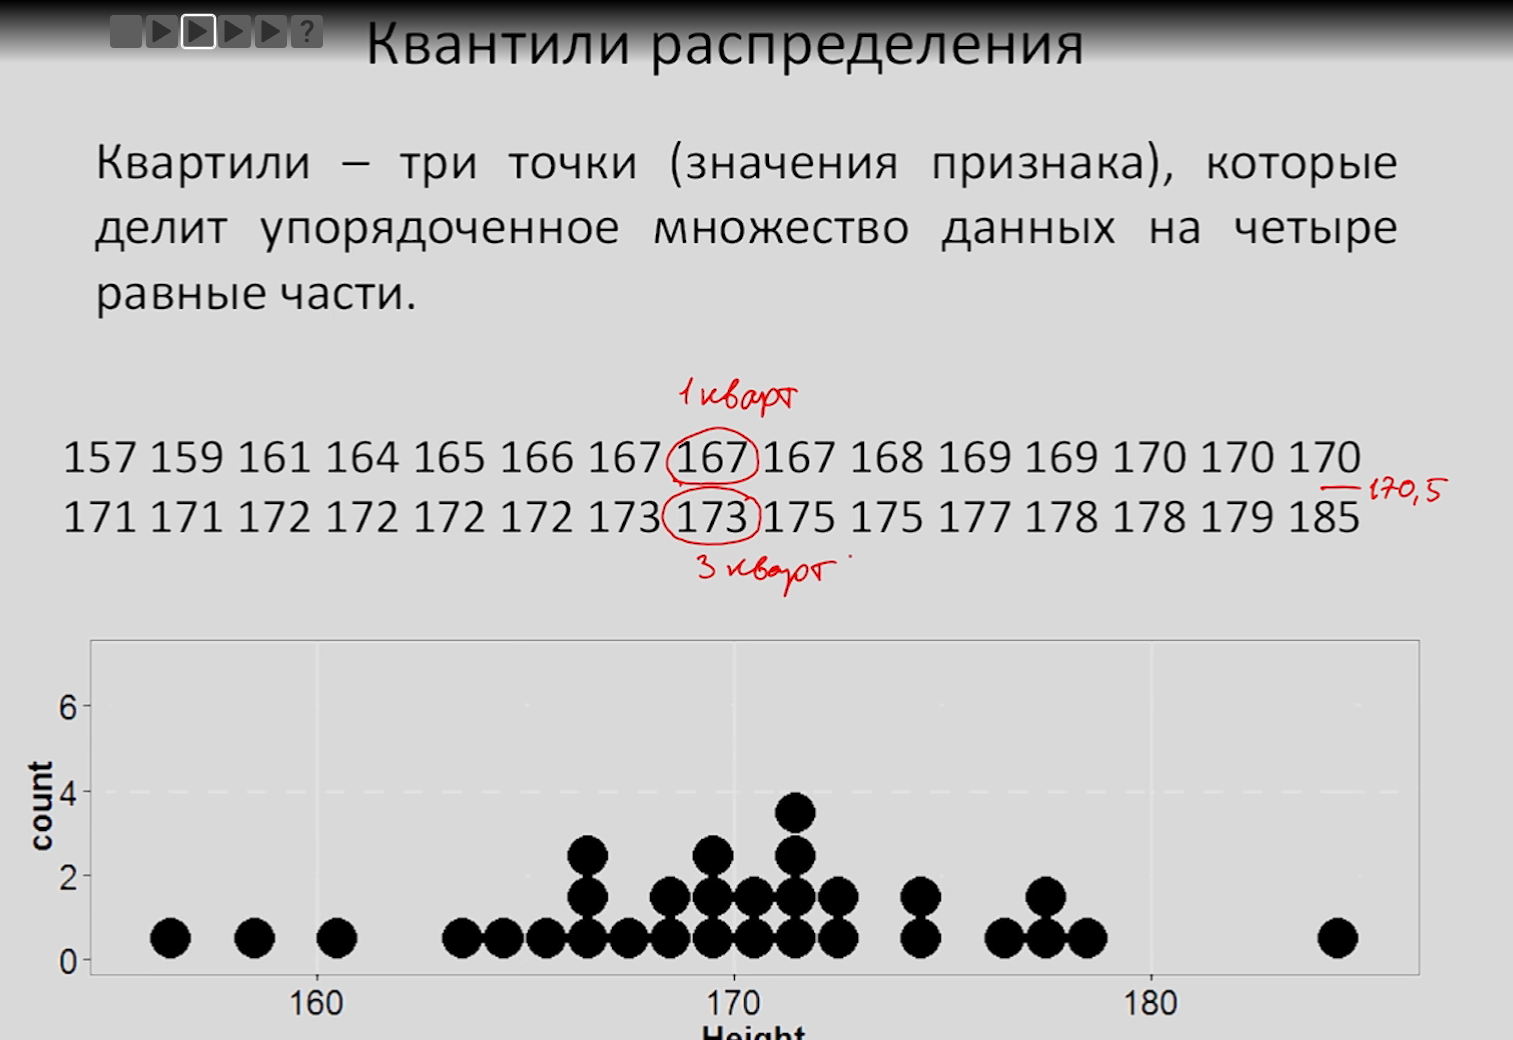 ?
Квантили распределения
Квартили – три точки (значения признака), которые
делит упорядоченное множество данных на четыре
равные части.
1 кварт
157 159 161 164 165 166 167 167 167 168 169 169 170 170 170
170,5
171 171 172 172 172 172 173 173 175 175 177 178 178 179 185
3 кварт
6
4
2
0
count
160 170 180
Height